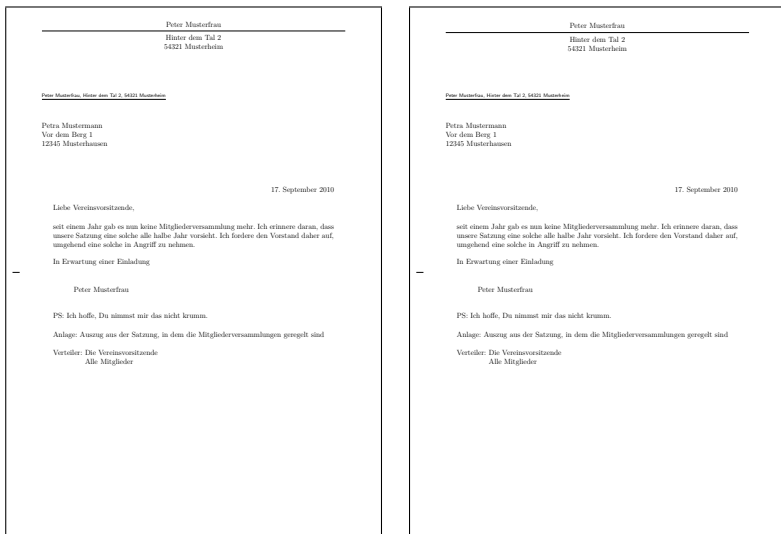 Peter Musterfrau
Hinter dem Tal 2
54321 Musterheim
Peter Musterfrau, Hinter dem Tal 2, 54321 Musterheim
Petra Mustermann
Vor dem Berg 1
12345 Musterhausen
17. September 2010
Liebe Vereinsvorsitzende,
seit einem Jahr gab es nun keine Mitgliederversammlung mehr. Ich erinnere daran, dass
unsere Satzung eine solche alle halbe Jahr vorsieht. Ich fordere den Vorstand daher auf,
umgehend eine solche in Angriff zu nehmen.
In Erwartung einer Einladung
Peter Musterfrau
PS: Ich hoffe, Du nimmst mir das nicht krumm.
Anlage: Auszug aus der Satzung, in dem die Mitgliederversammlungen geregelt sind
Verteiler: Die Vereinsvorsitzende
Alle Mitglieder
Peter Musterfrau
Hinter dem Tal 2
54321 Musterheim
Peter Musterfrau, Hinter dem Tal 2, 54321 Musterheim
Petra Mustermann
Vor dem Berg 1
12345 Musterhausen
17. September 2010
Liebe Vereinsvorsitzende,
seit einem Jahr gab es nun keine Mitgliederversammlung mehr. Ich erinnere daran, dass
unsere Satzung eine solche alle halbe Jahr vorsieht. Ich fordere den Vorstand daher auf,
umgehend eine solche in Angriff zu nehmen.
In Erwartung einer Einladung
Peter Musterfrau
PS: Ich hoffe, Du nimmst mir das nicht krumm.
Anlage: Auszug aus der Satzung, in dem die Mitgliederversammlungen geregelt sind
Verteiler: Die Vereinsvorsitzende
Alle Mitglieder